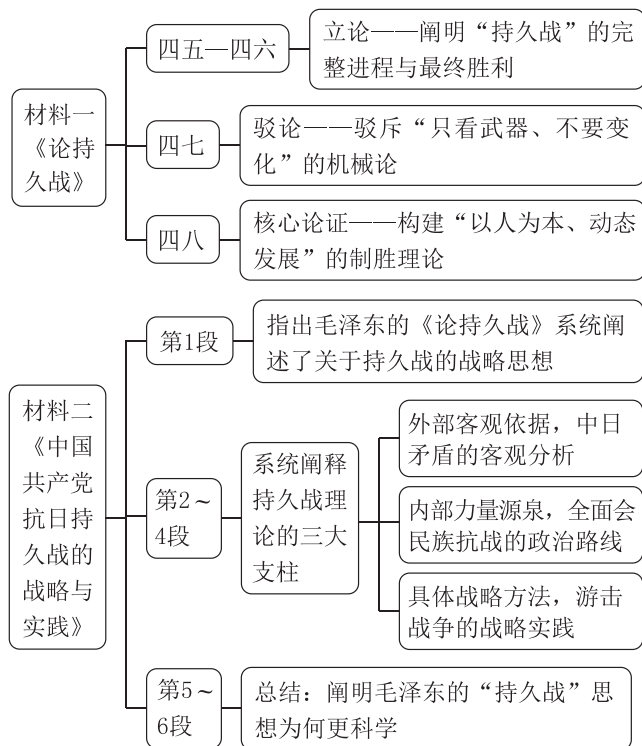 材料一
《论持
久战》
四五—四六
立论——阐明“持久战”的完
整进程与最终胜利
四七
驳论——驳斥“只看武器、不要变
化”的机械论
四八
核心论证——构建“以人为本、动态
发展”的制胜理论
材料二
《中国
共产党
抗日持
久战的
战略与
实践》
第1段
指出毛泽东的《论持久战》系统阐
述了关于持久战的战略思想
第2～
4段
系统阐释
持久战理
论的三大
支柱
外部客观依据，中日
矛盾的客观分析
内部力量源泉，全面会
民族抗战的政治路线
具体战略方法，游击
战争的战略实践
第5～
6段
总结：阐明毛泽东的“持久战”思
想为何更科学